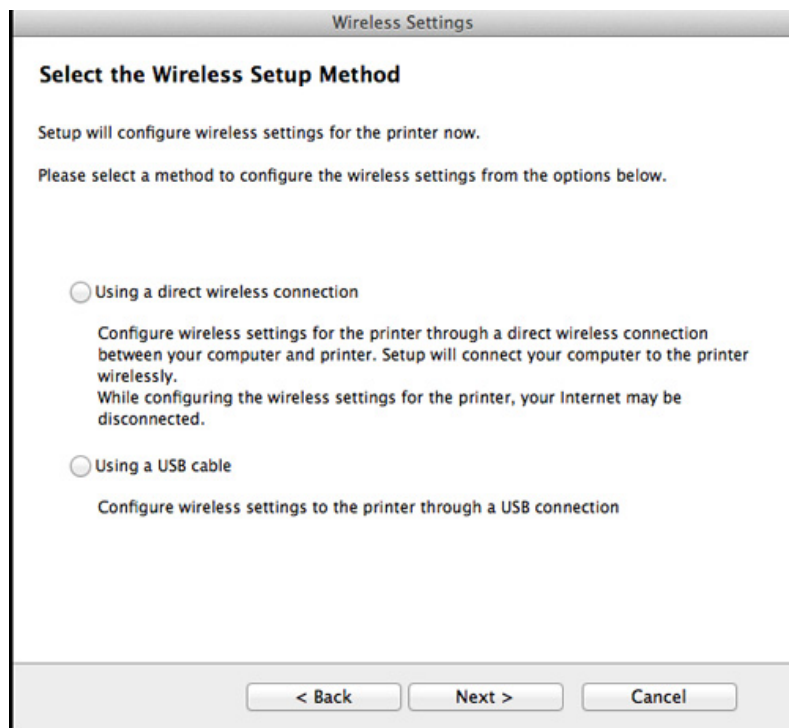 Wireless Settings
Select the Wireless Setup Method
Setup will configure wireless settings for the printer now.
Please select a method to configure the wireless settings from the options below.
Using a direct wireless connection
Configure wireless settings for the printer through a direct wireless connection
between your computer and printer. Setup will connect your computer to the printer
wirelessly.
While configuring the wireless settings for the printer, your Internet may be
disconnected.
Using a USB cable
Configure wireless settings to the printer through a USB connection
< Back Next > Cancel